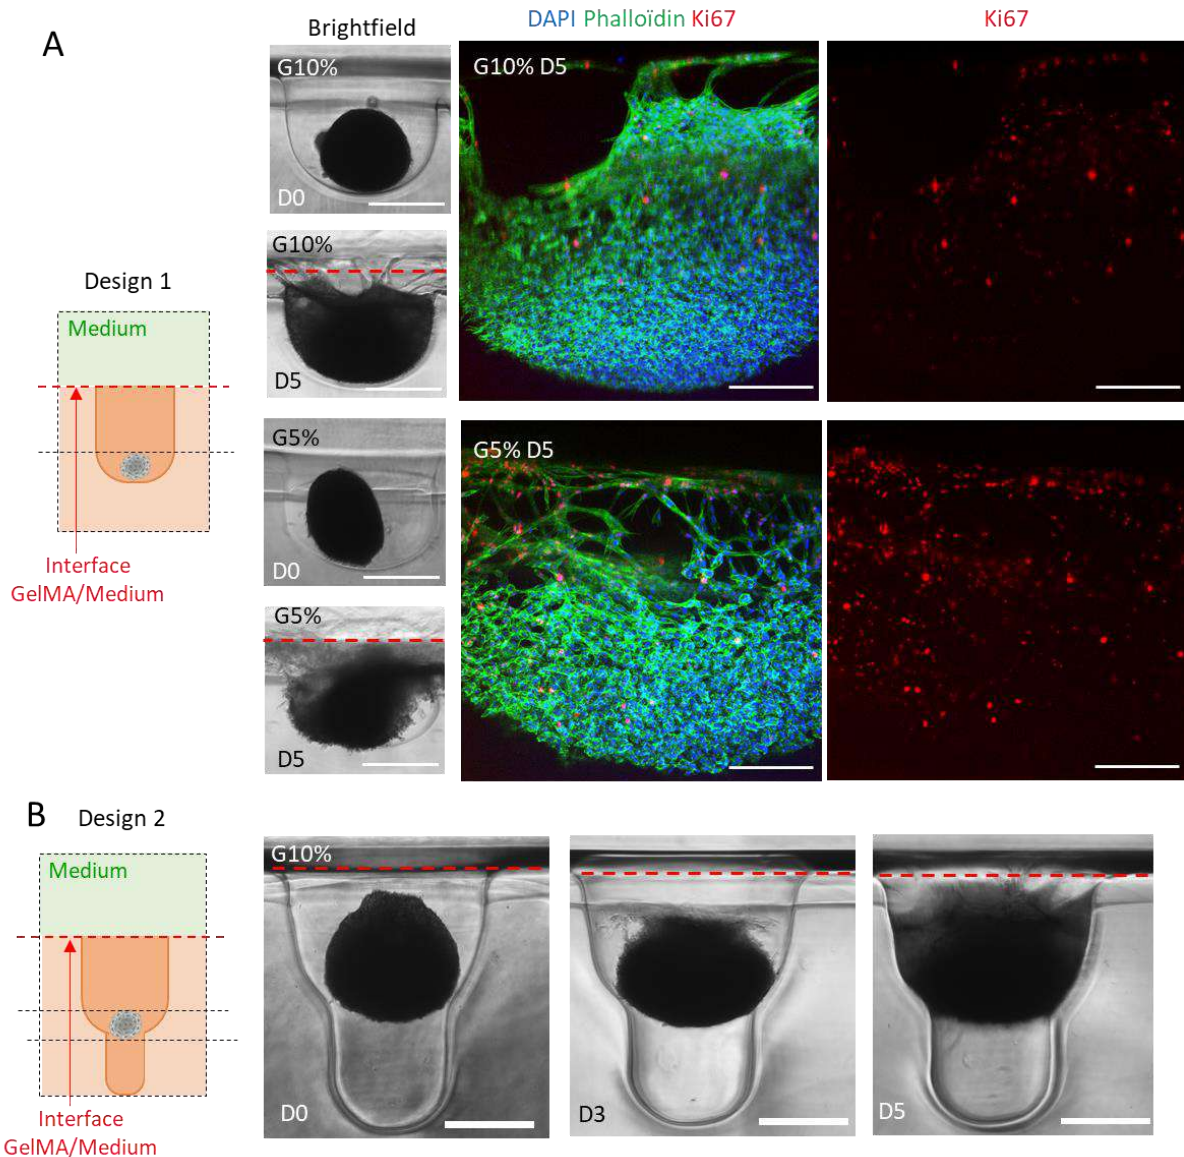 A
Brightfield
DAPI Phalloïdin Ki67
Ki67
G10%
D0
G10% D5
G10%
D5
Design 1
Medium
Interface
GelMA/Medium
G5%
D0
G5% D5
G5%
D5
B
Design 2
Medium
Interface
GelMA/Medium
G10%
D0
D3
D5